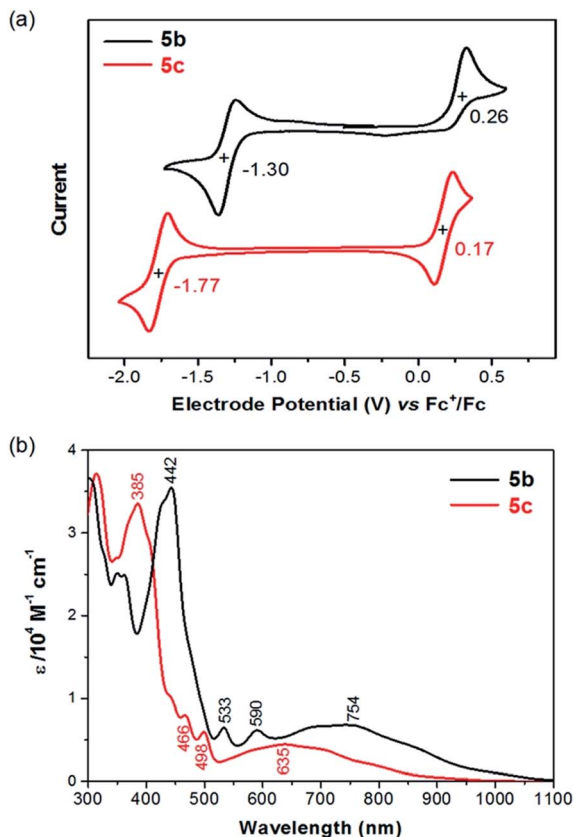 (a)
5b
5c
0.26
-1.30
0.17
-1.77
Current
-2.0 -1.5 -1.0 -0.5 0.0 0.5
Electrode Potential (V) vs Fc⁺/Fc
(b)
442
385
5b
5c
533
590
754
466
498
635
ε /10⁴ M⁻¹ cm⁻¹
4
3
2
1
0
300 400 500 600 700 800 900 1000 1100
Wavelength (nm)